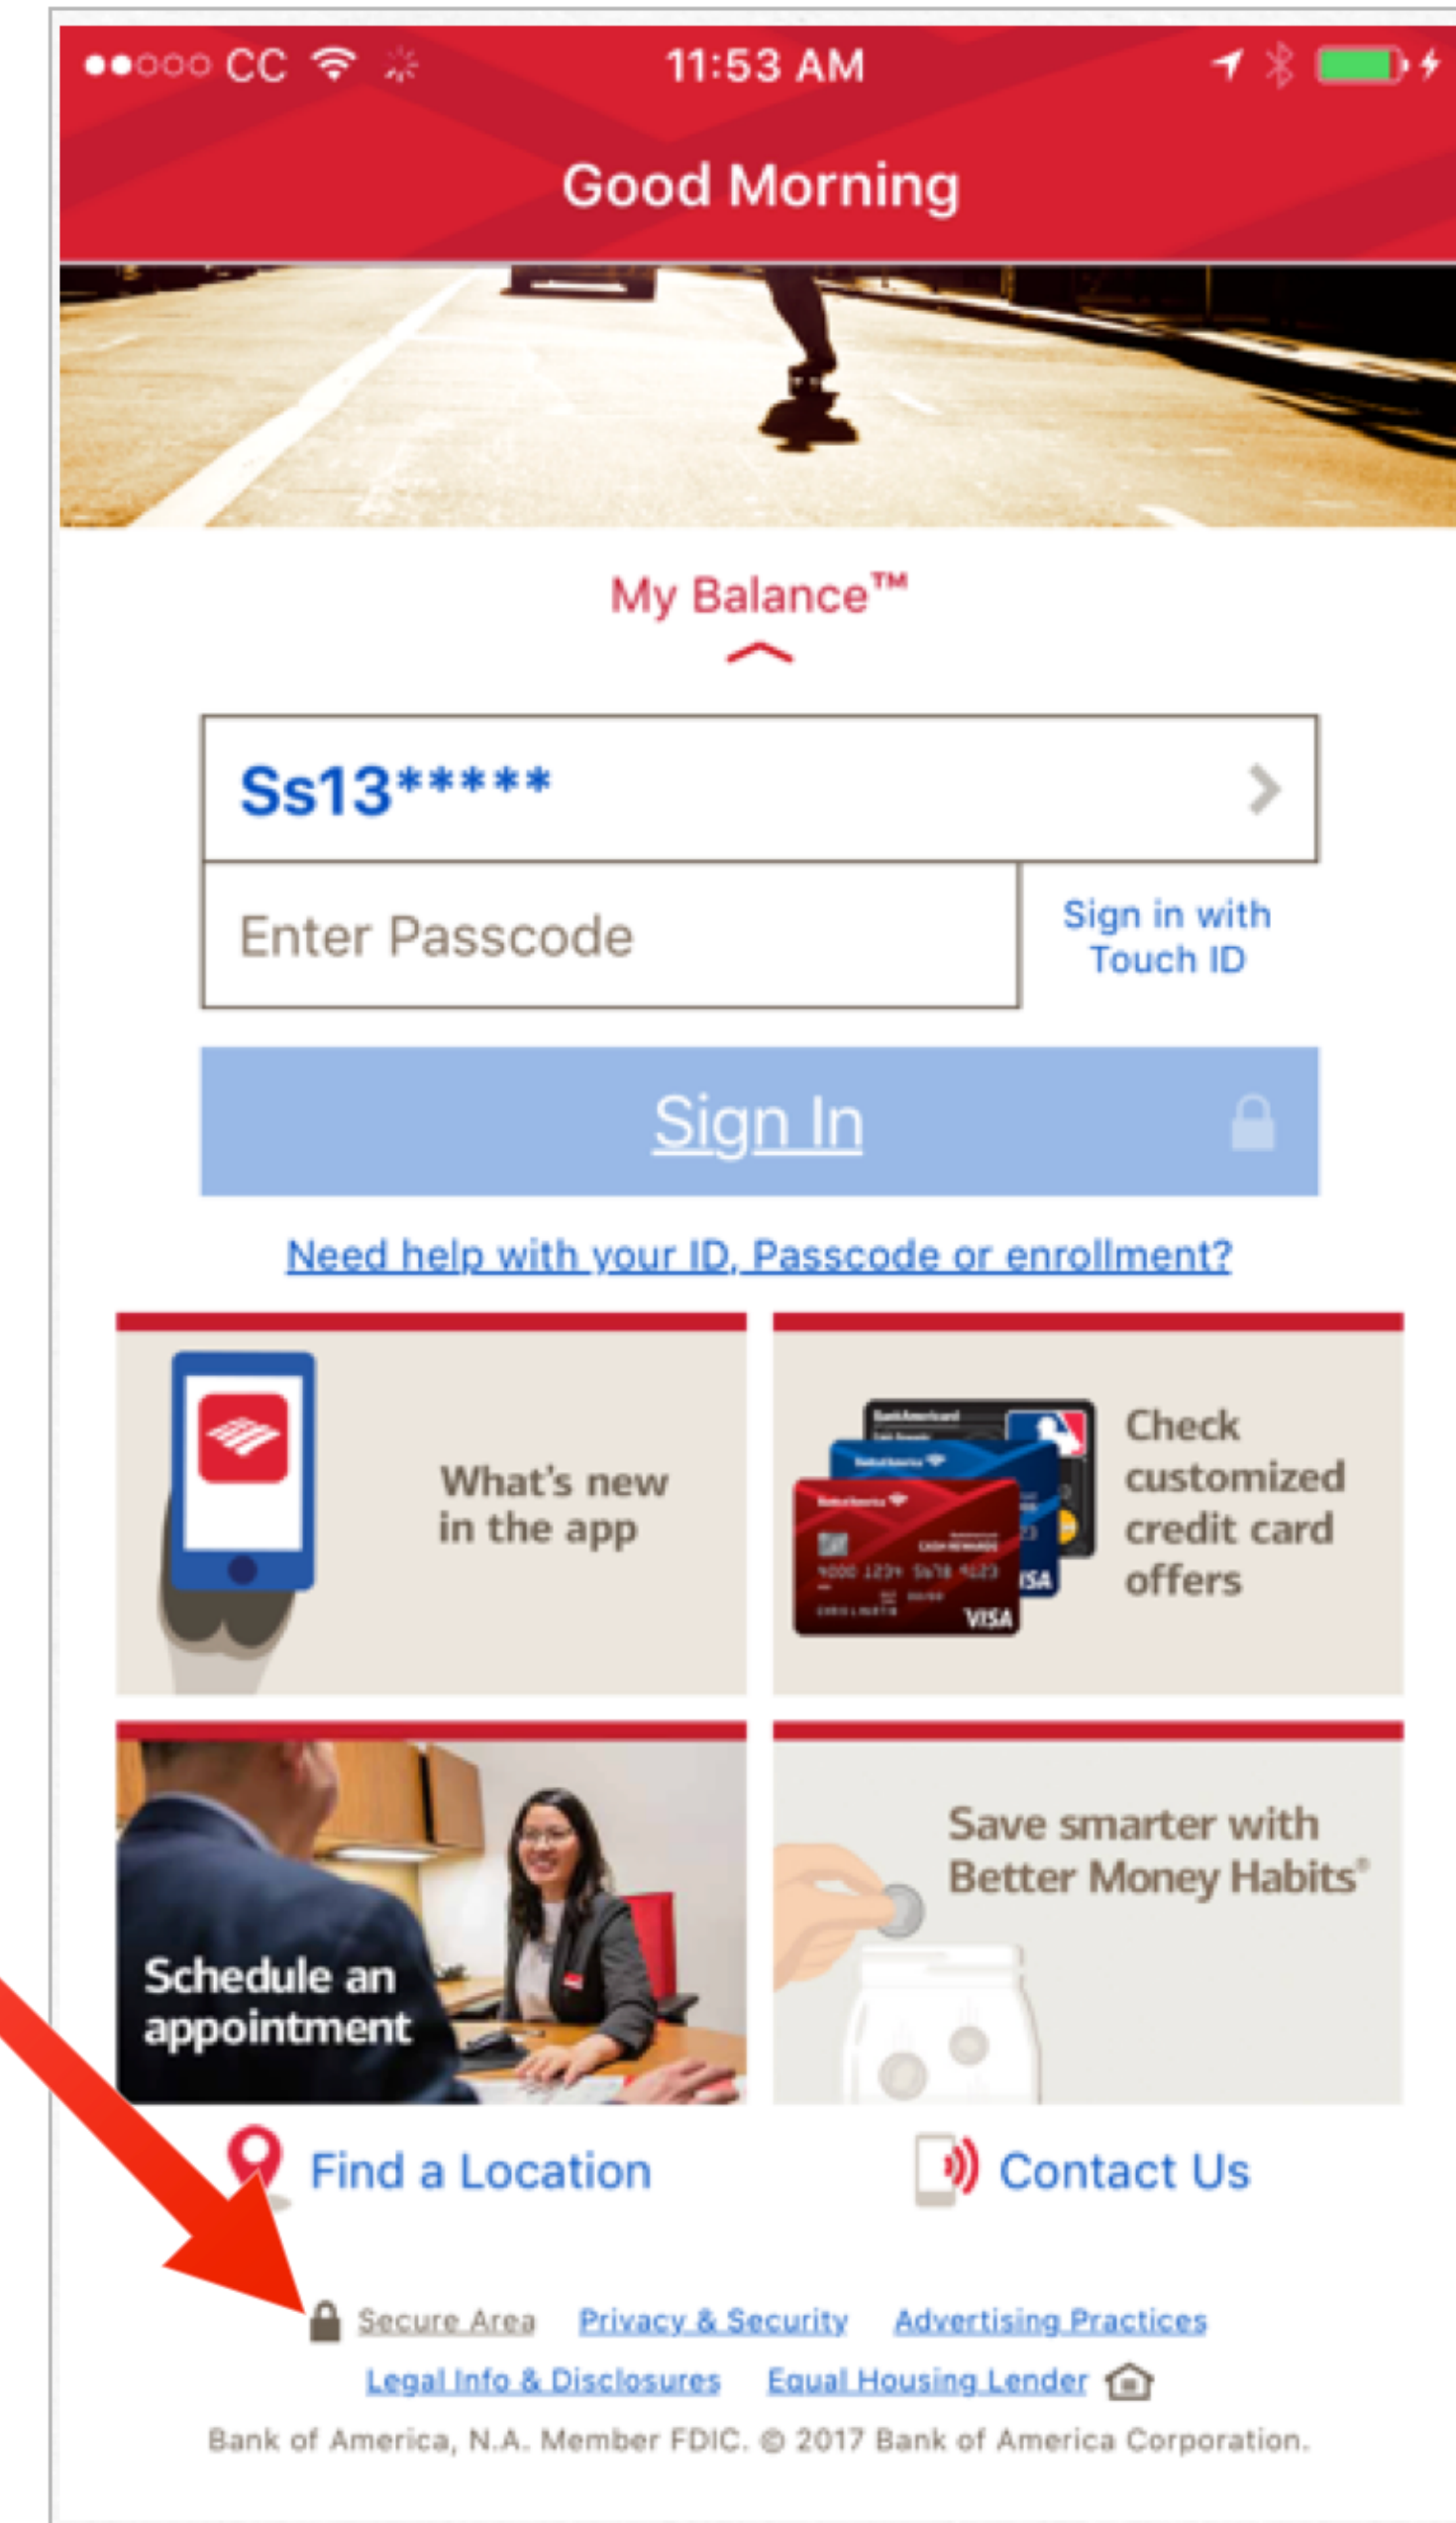 CC 11:53 AM
Good Morning
My Balance™
Ss13*****
Enter Passcode
Sign in with
Touch ID
Sign In
Need help with your ID, Passcode or enrollment?
What's new
in the app
Check
customized
credit card
offers
VISA
VISA
Schedule an
appointment
Save smarter with
Better Money Habits®
Find a Location
Contact Us
Secure Area Privacy & Security Advertising Practices
Legal Info & Disclosures Equal Housing Lender
Bank of America, N.A. Member FDIC. © 2017 Bank of America Corporation.